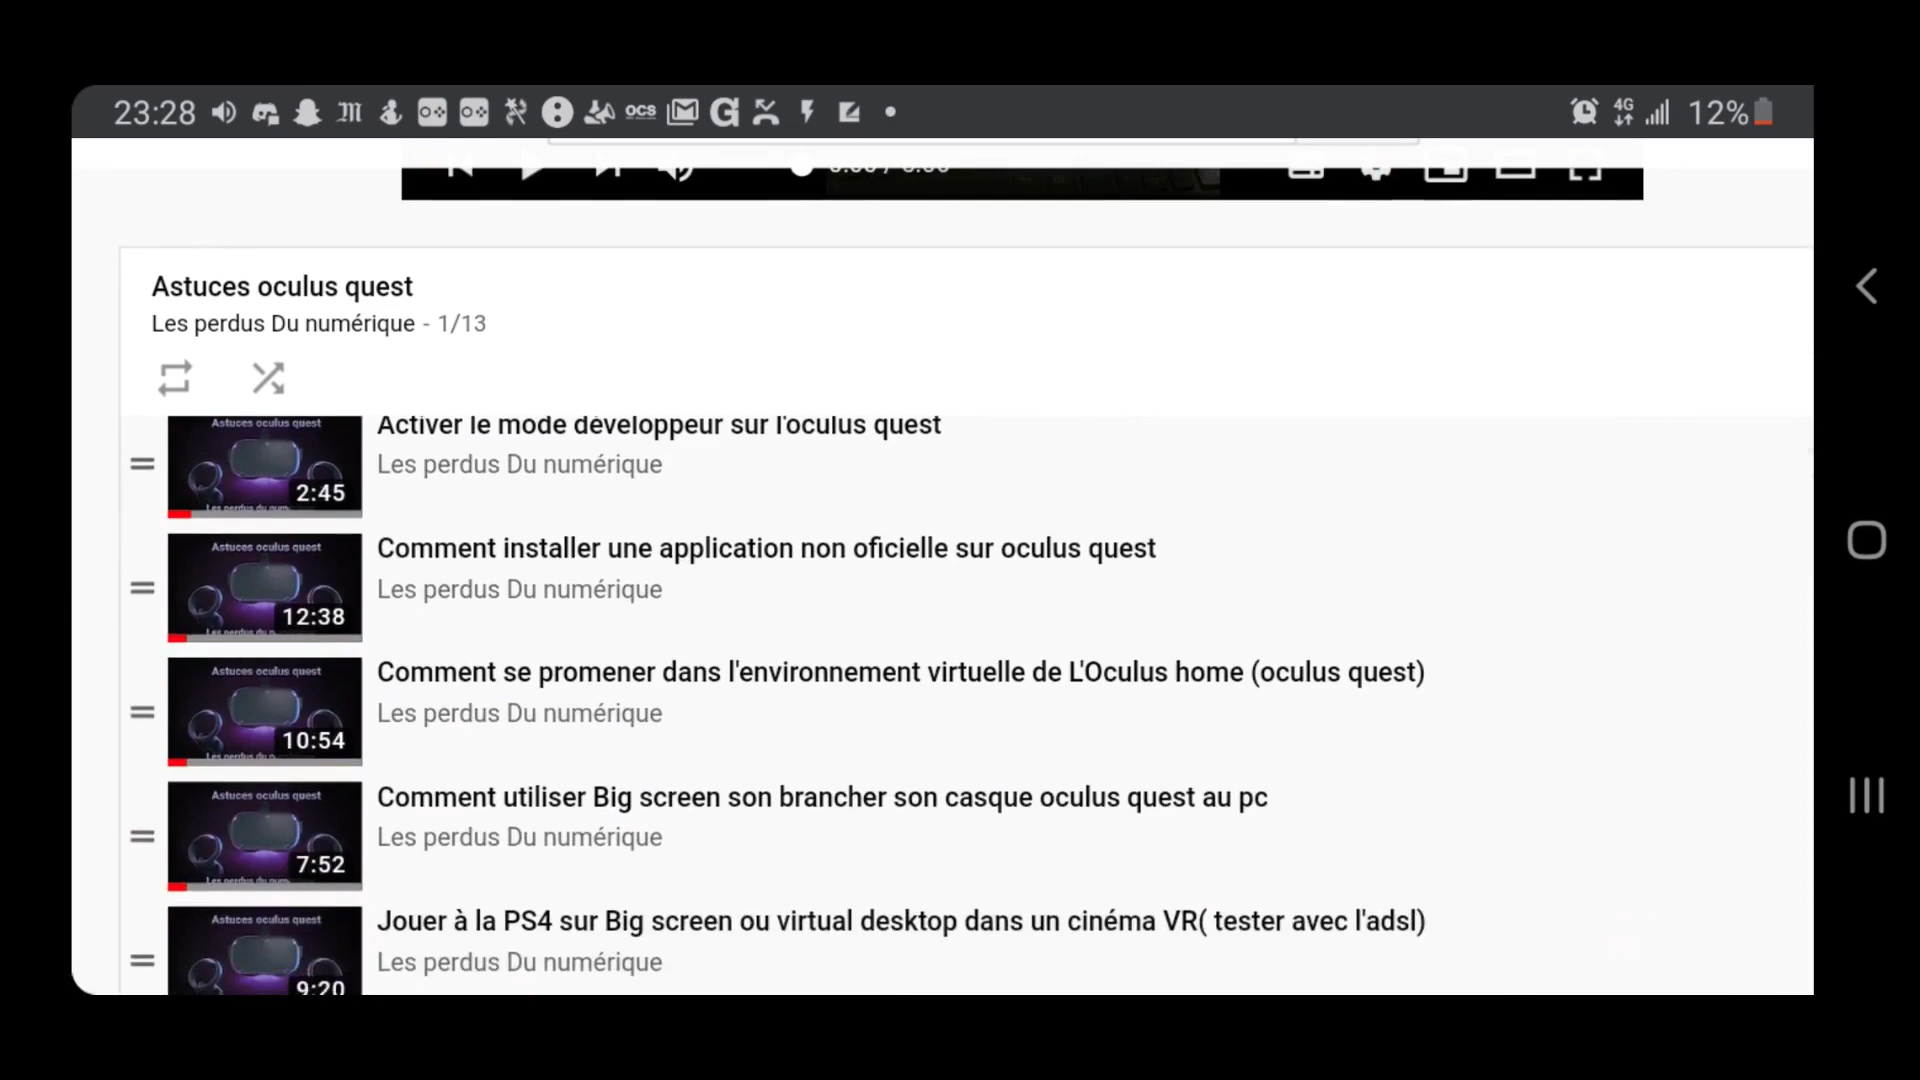 23:28
ocs
4G
12%
Astuces oculus quest
Les perdus Du numérique - 1/13
Astuces oculus quest
2:45
Activer le mode développeur sur l'oculus quest
Les perdus Du numérique
Astuces oculus quest
12:38
Comment installer une application non oficielle sur oculus quest
Les perdus Du numérique
Astuces oculus quest
10:54
Comment se promener dans l'environnement virtuelle de L'Oculus home (oculus quest)
Les perdus Du numérique
Astuces oculus quest
7:52
Comment utiliser Big screen son brancher son casque oculus quest au pc
Les perdus Du numérique
Astuces oculus quest
9:20
Jouer à la PS4 sur Big screen ou virtual desktop dans un cinéma VR( tester avec l'adsl)
Les perdus Du numérique